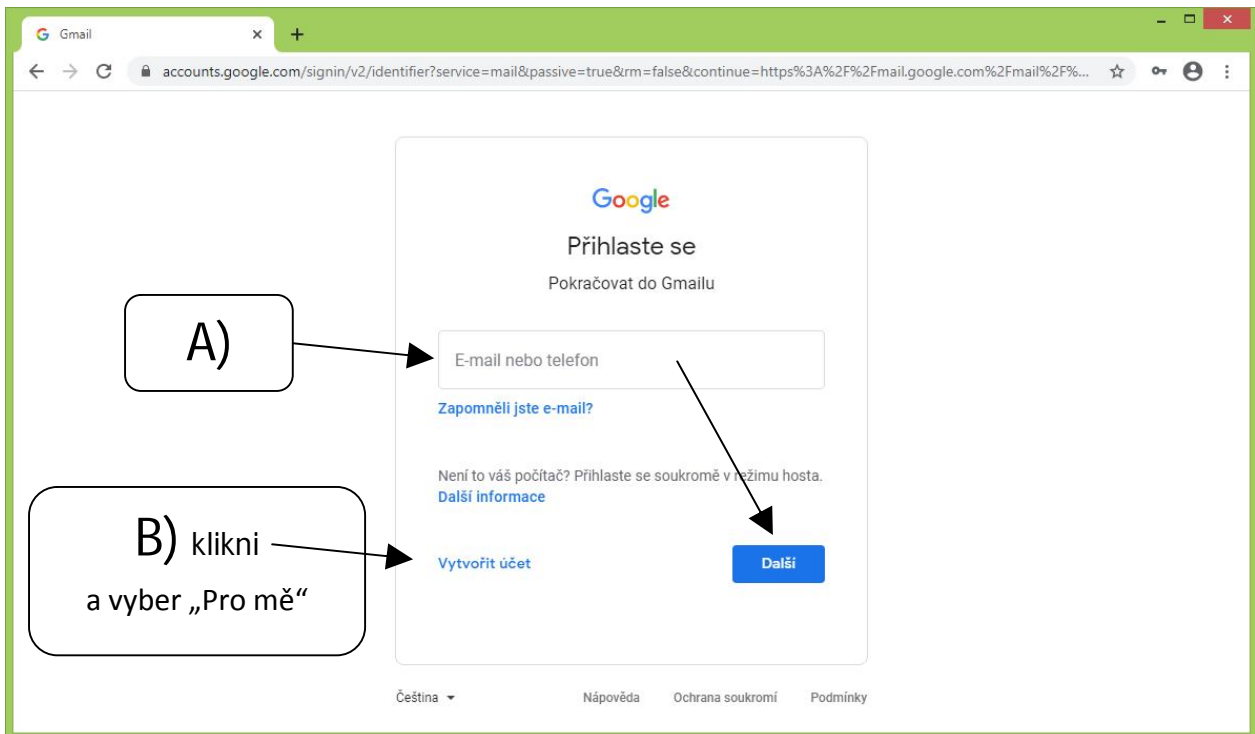 Gmail
accounts.google.com/signin/v2/identifier?service=mail&passive=true&rm=false&continue=https%3A%2F%2Fmail.google.com%2Fmail%2F%...
Google
Přihlaste se
Pokračovat do Gmailu
A)
E-mail nebo telefon
Zapomněli jste e-mail?
Není to váš počítač? Přihlaste se soukromě v režimu hosta.
Další informace
B) klikni
a vyber „Pro mě“
Vytvořit účet
Další
Čeština
Nápověda
Ochrana soukromí
Podmínky